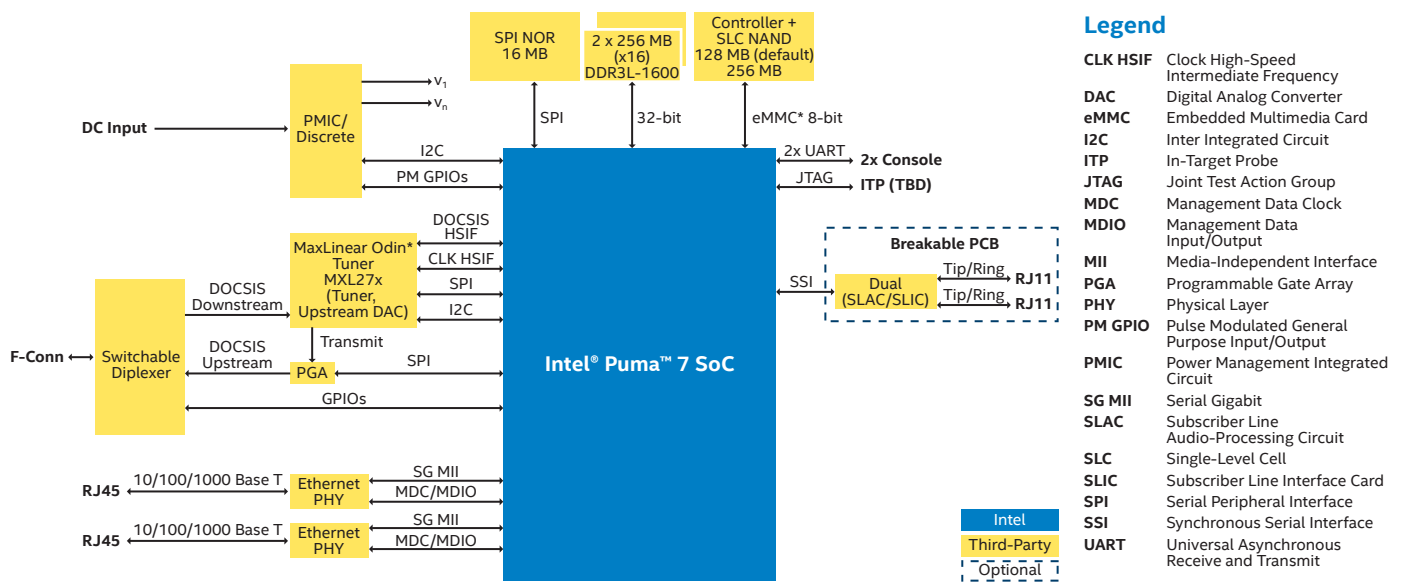 SPI NOR
16 MB
2 x 256 MB
(x16)
DDR3L-1600
Controller +
SLC NAND
128 MB (default)
256 MB
SPI
32-bit
eMMC* 8-bit
DC Input
PMIC/
Discrete
v1
vn
I2C
PM GPIOs
2x UART
2x Console
JTAG
ITP (TBD)
MaxLinear Odin*
Tuner
MXL27x
(Tuner,
Upstream DAC)
DOCSIS
HSIF
CLK HSIF
SPI
I2C
Breakable PCB
SSI
Dual
(SLAC/SLIC)
Tip/Ring
RJ11
Tip/Ring
RJ11
F-Conn
Switchable
Diplexer
DOCSIS
Downstream
DOCSIS
Upstream
Transmit
PGA
SPI
GPIOs
Intel® Puma™ 7 SoC
RJ45
10/100/1000 Base T
Ethernet
PHY
SG MII
MDC/MDIO
RJ45
10/100/1000 Base T
Ethernet
PHY
SG MII
MDC/MDIO
Intel
Third-Party
Optional
Legend
CLK HSIF Clock High-Speed
Intermediate Frequency
DAC Digital Analog Converter
eMMC Embedded Multimedia Card
I2C Inter Integrated Circuit
ITP In-Target Probe
JTAG Joint Test Action Group
MDC Management Data Clock
MDIO Management Data
Input/Output
MII Media-Independent Interface
PGA Programmable Gate Array
PHY Physical Layer
PM GPIO Pulse Modulated General
Purpose Input/Output
PMIC Power Management Integrated
Circuit
SG MII Serial Gigabit
SLAC Subscriber Line
Audio-Processing Circuit
SLC Single-Level Cell
SLIC Subscriber Line Interface Card
SPI Serial Peripheral Interface
SSI Synchronous Serial Interface
UART Universal Asynchronous
Receive and Transmit